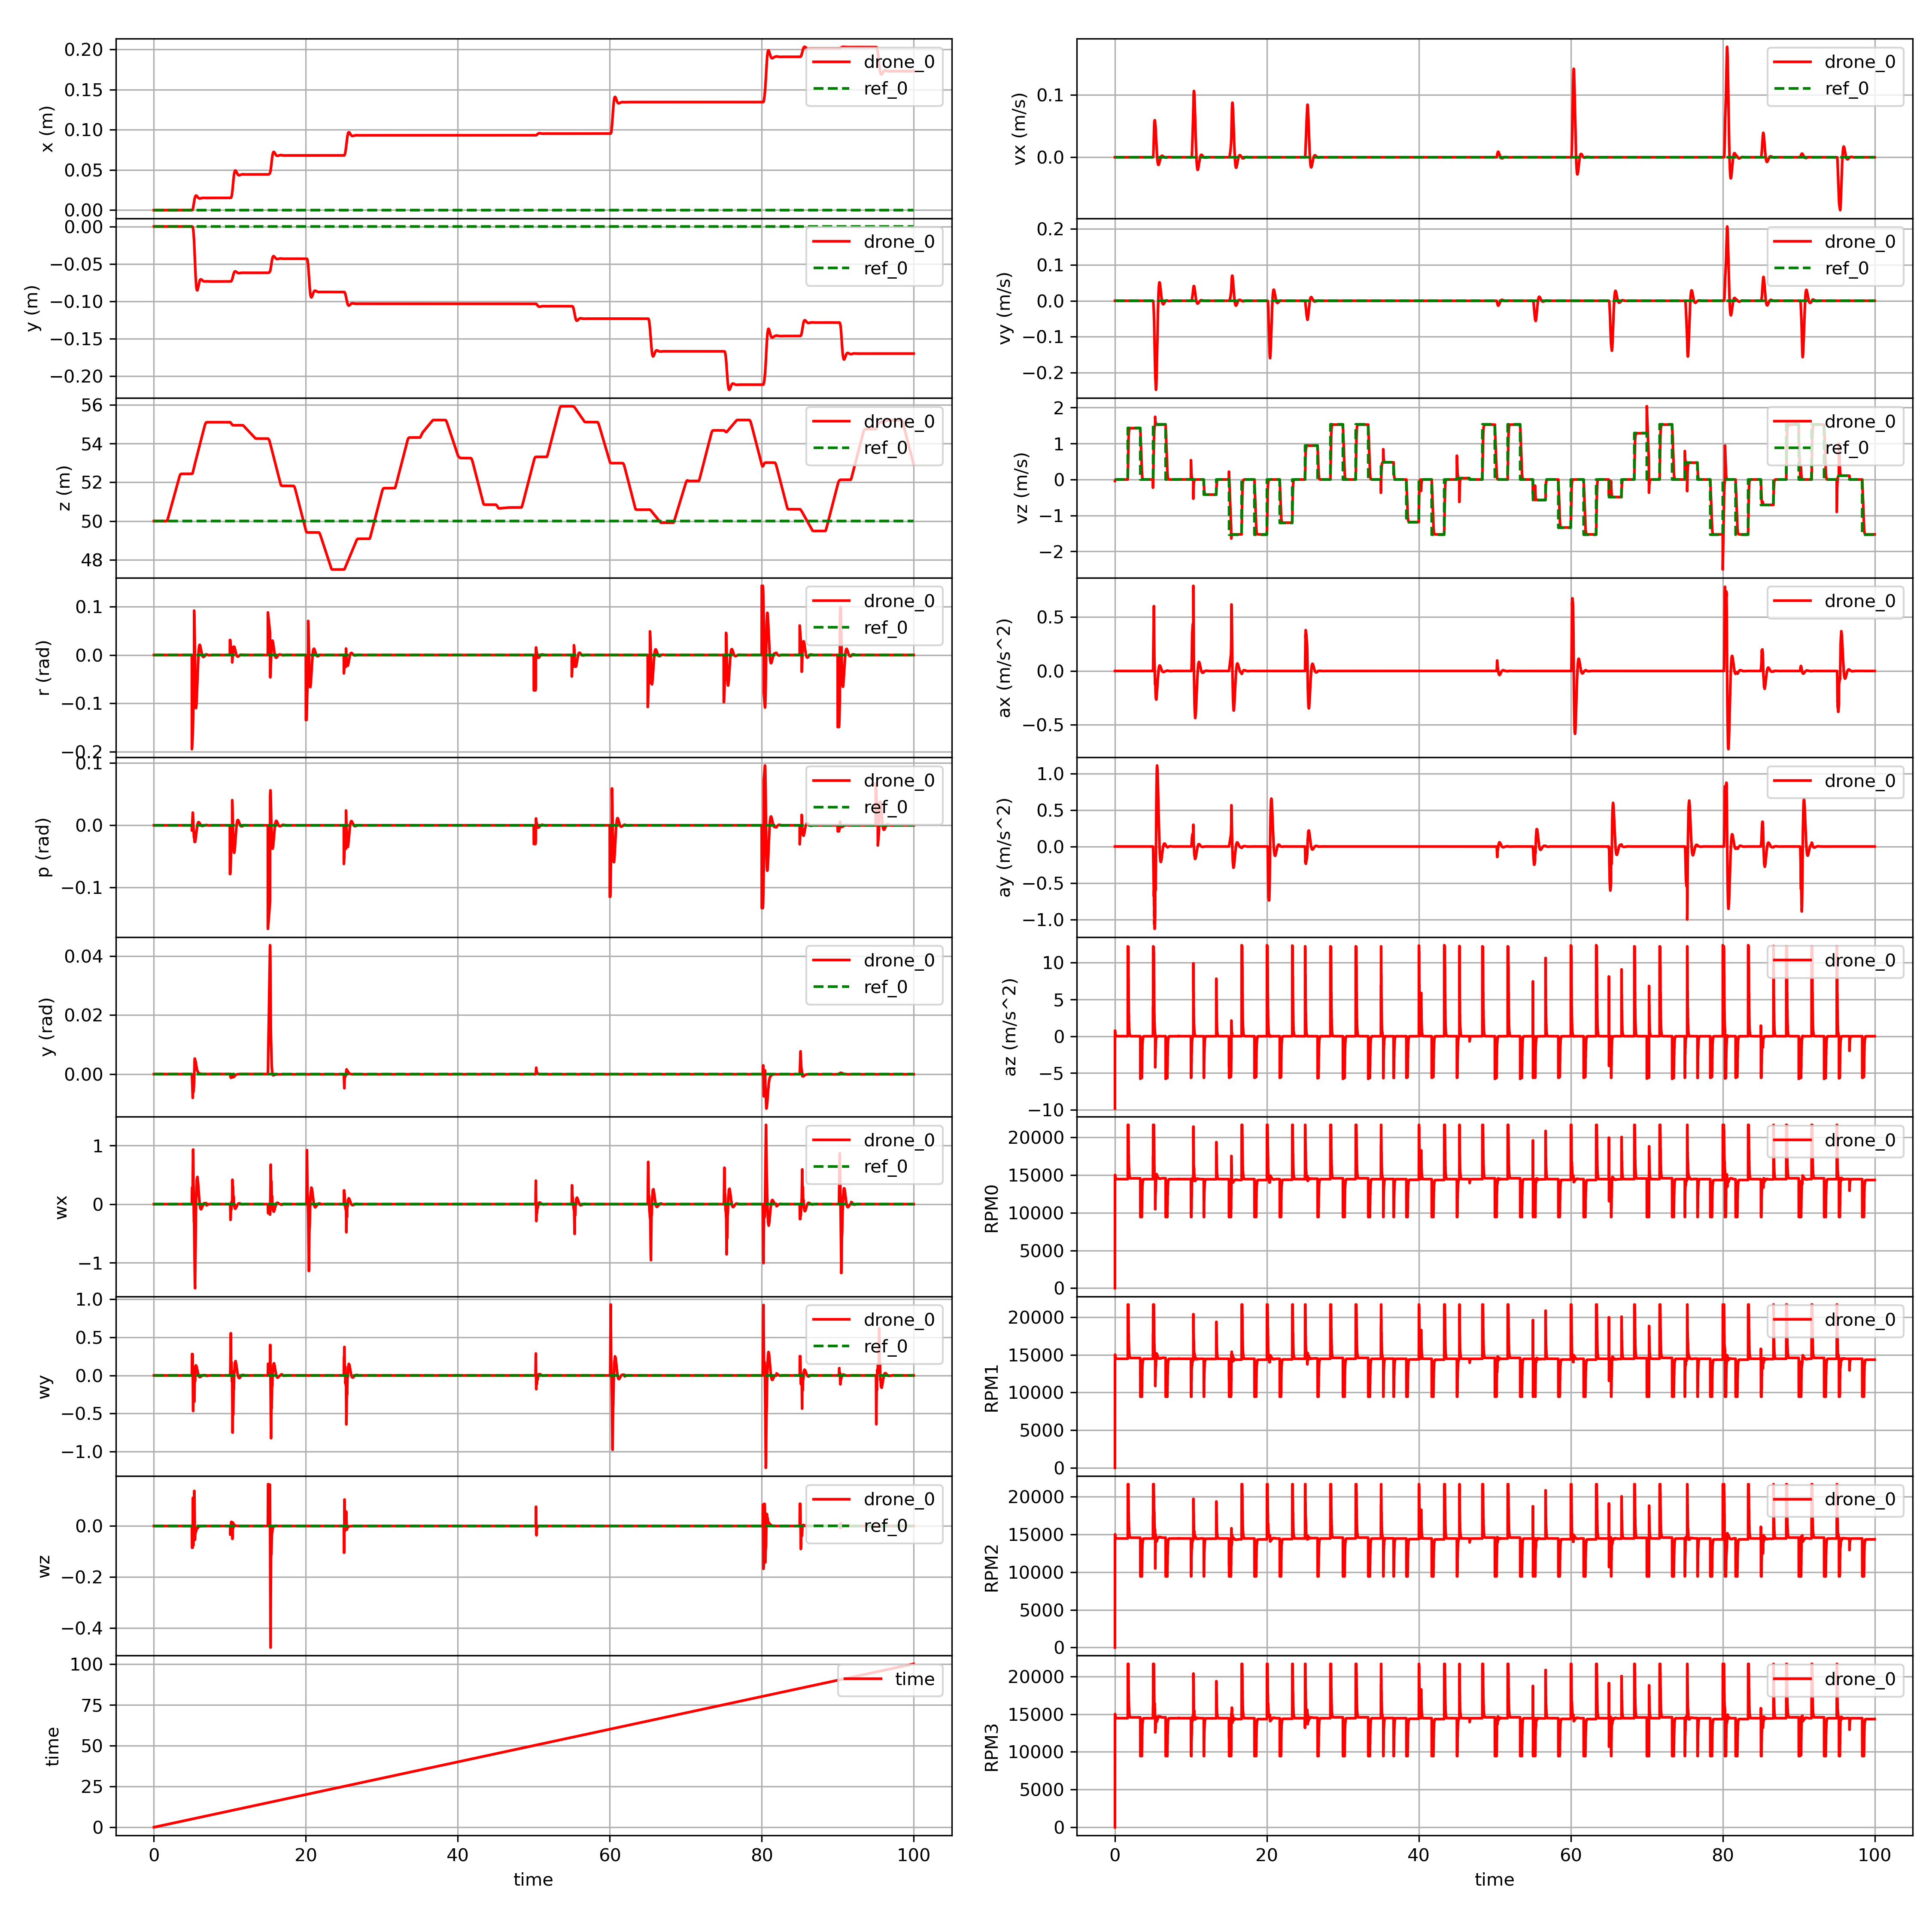 0.20
0.15
0.10
0.05
0.00
x (m)
drone_0
ref_0
0.00
−0.05
−0.10
−0.15
−0.20
y (m)
drone_0
ref_0
56
54
52
50
48
z (m)
drone_0
ref_0
0.1
0.0
−0.1
−0.2
r (rad)
drone_0
ref_0
0.1
0.0
−0.1
p (rad)
drone_0
ref_0
0.04
0.02
0.00
y (rad)
drone_0
ref_0
1
0
−1
wx
drone_0
ref_0
1.0
0.5
0.0
−0.5
−1.0
wy
drone_0
ref_0
0.0
−0.2
−0.4
wz
drone_0
ref_0
100
75
50
25
0
time
time
0 20 40 60 80 100
time
0.1
0.0
vx (m/s)
drone_0
ref_0
0.2
0.1
0.0
−0.1
−0.2
vy (m/s)
drone_0
ref_0
2
1
0
−1
−2
vz (m/s)
drone_0
ref_0
0.5
0.0
−0.5
ax (m/s^2)
drone_0
1.0
0.5
0.0
−0.5
−1.0
ay (m/s^2)
drone_0
10
5
0
−5
−10
az (m/s^2)
drone_0
20000
15000
10000
5000
0
RPM0
drone_0
20000
15000
10000
5000
0
RPM1
drone_0
20000
15000
10000
5000
0
RPM2
drone_0
20000
15000
10000
5000
0
RPM3
drone_0
0 20 40 60 80 100
time